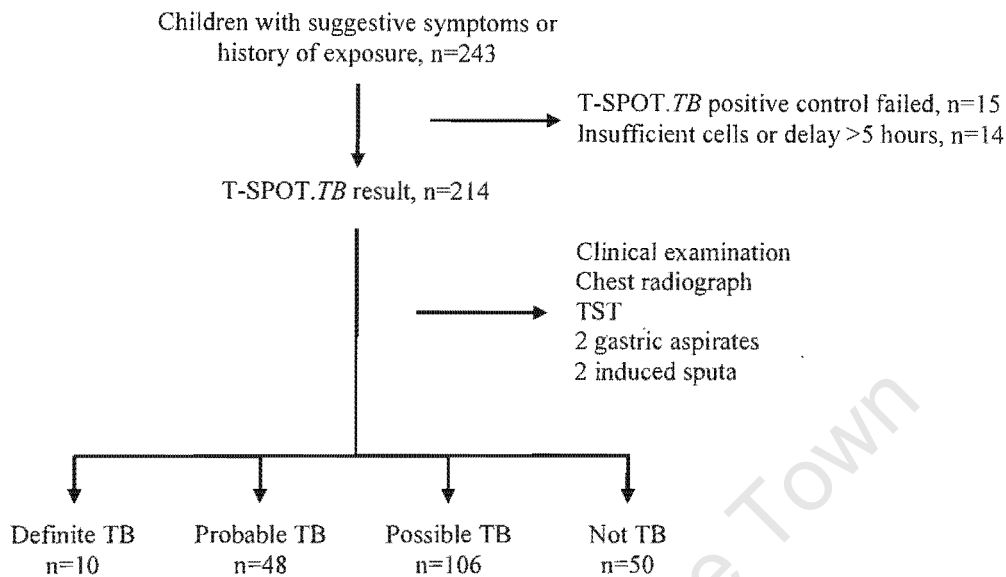 Children with suggestive symptoms or
history of exposure, n=243
T-SPOT.TB positive control failed, n=15
Insufficient cells or delay >5 hours, n=14
T-SPOT.TB result, n=214
Clinical examination
Chest radiograph
TST
2 gastric aspirates
2 induced sputa
Definite TB
n=10
Probable TB
n=48
Possible TB
n=106
Not TB
n=50
Town